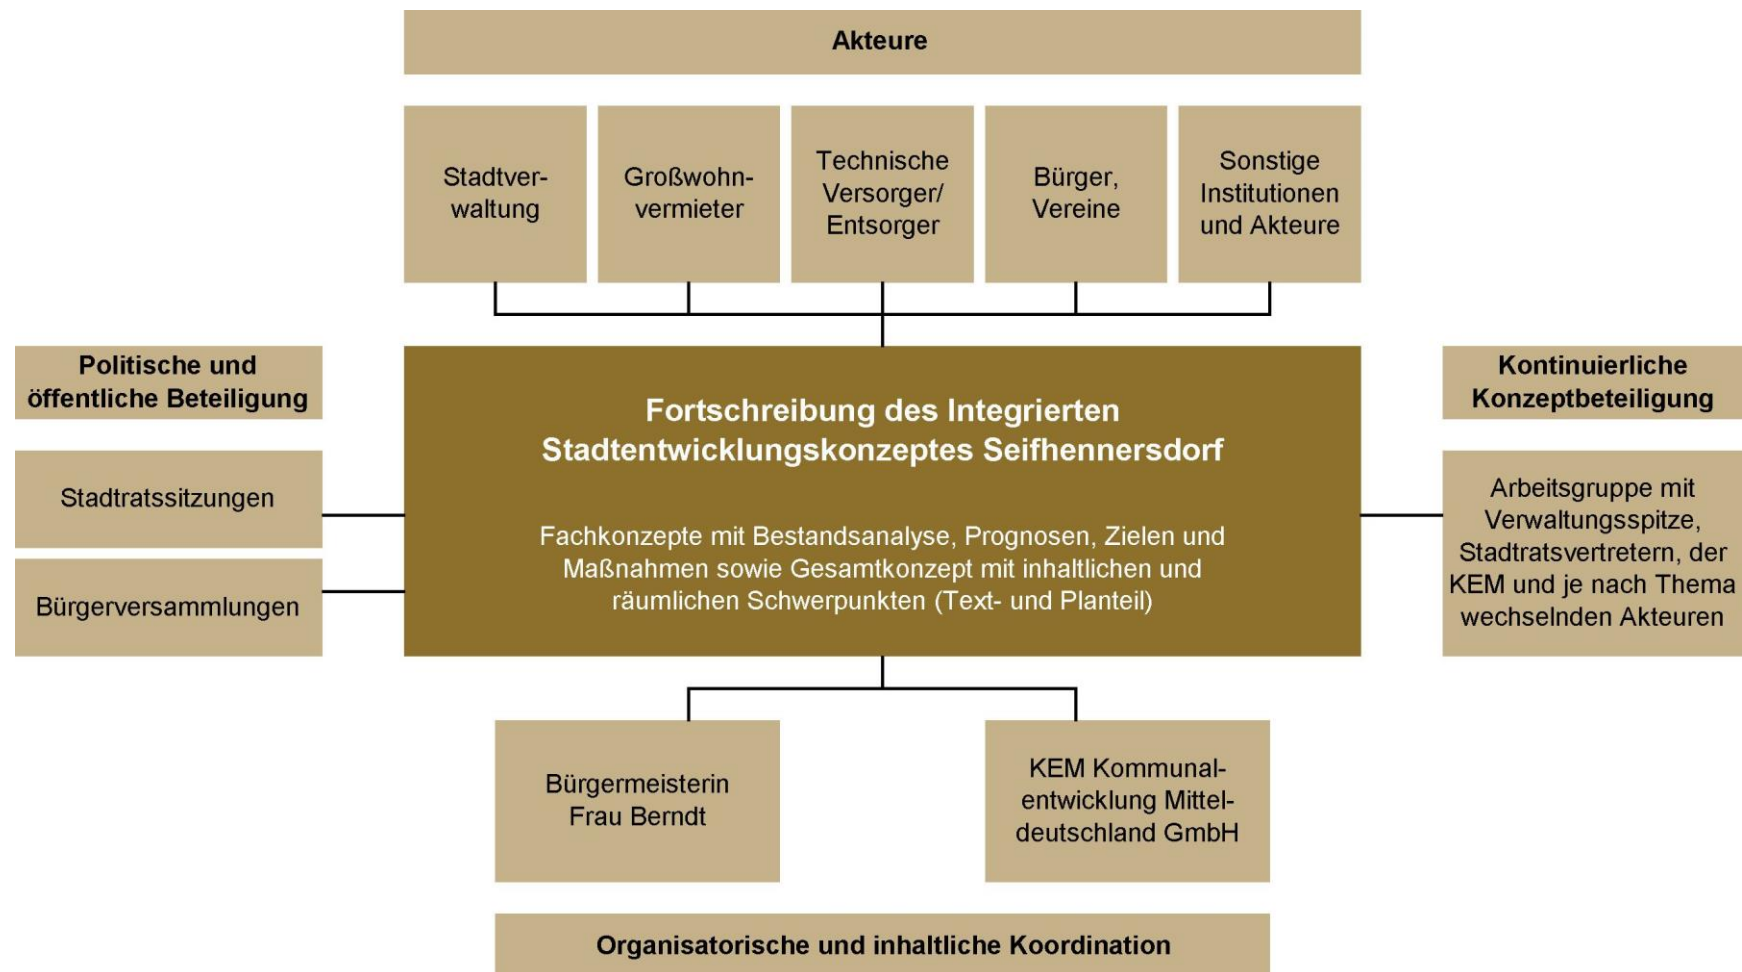 Akteure
Stadtver-
waltung
Großwohn-
vermieter
Technische
Versorger/
Entsorger
Bürger,
Vereine
Sonstige
Institutionen
und Akteure
Politische und
öffentliche Beteiligung
Stadtratssitzungen
Bürgerversammlungen
Fortschreibung des Integrierten
Stadtentwicklungskonzeptes Seifhennersdorf
Fachkonzepte mit Bestandsanalyse, Prognosen, Zielen und
Maßnahmen sowie Gesamtkonzept mit inhaltlichen und
räumlichen Schwerpunkten (Text- und Planteil)
Kontinuierliche
Konzeptbeteiligung
Arbeitsgruppe mit
Verwaltungsspitze,
Stadtratsvertretern, der
KEM und je nach Thema
wechselnden Akteuren
Bürgermeisterin
Frau Berndt
KEM Kommunal-
entwicklung Mittel-
deutschland GmbH
Organisatorische und inhaltliche Koordination